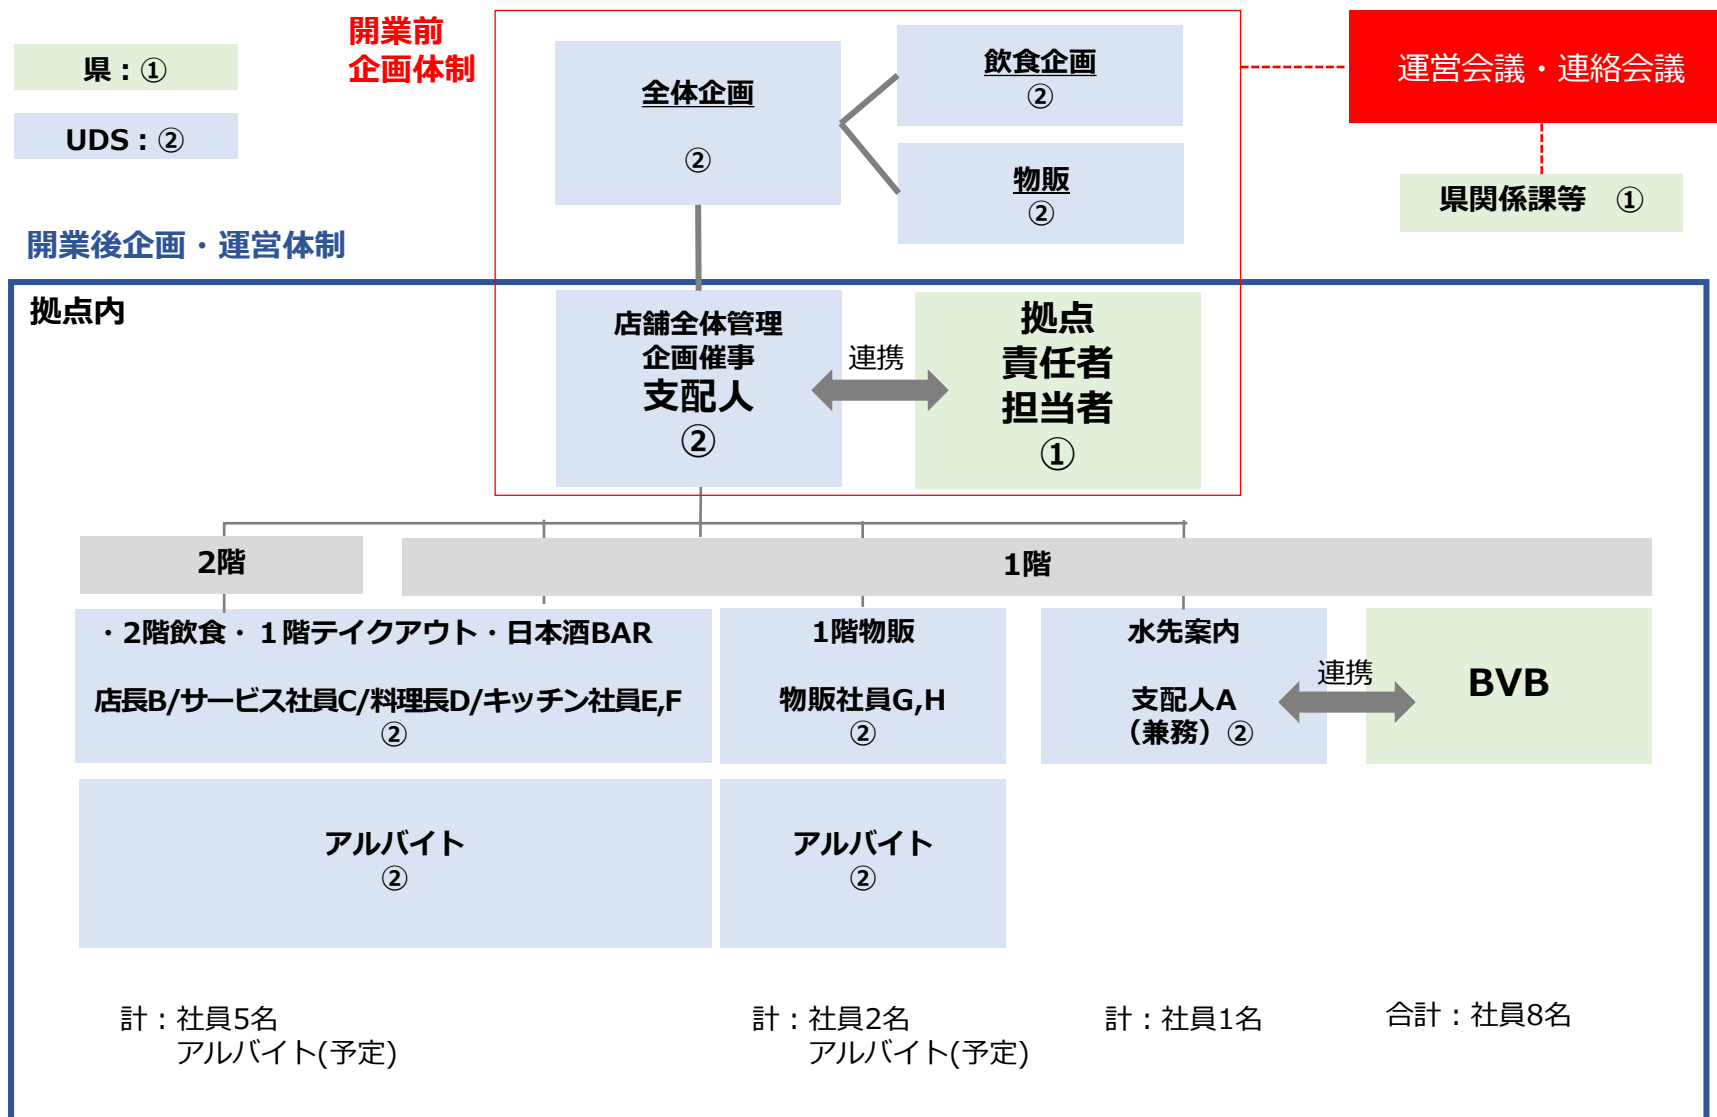 県：①
UDS：②
開業前
企画体制
全体企画
②
飲食企画
②
物販
②
運営会議・連絡会議
県関係課等　①
開業後企画・運営体制
拠点内
店舗全体管理
企画催事
支配人
②
連携
拠点
責任者
担当者
①
2階
1階
・2階飲食・１階テイクアウト・日本酒BAR
店長B/サービス社員C/料理長D/キッチン社員E,F
②
1階物販
物販社員G,H
②
水先案内
支配人A
（兼務）②
連携
BVB
アルバイト
②
アルバイト
②
計：社員5名
アルバイト(予定)
計：社員2名
アルバイト(予定)
計：社員1名
合計：社員8名